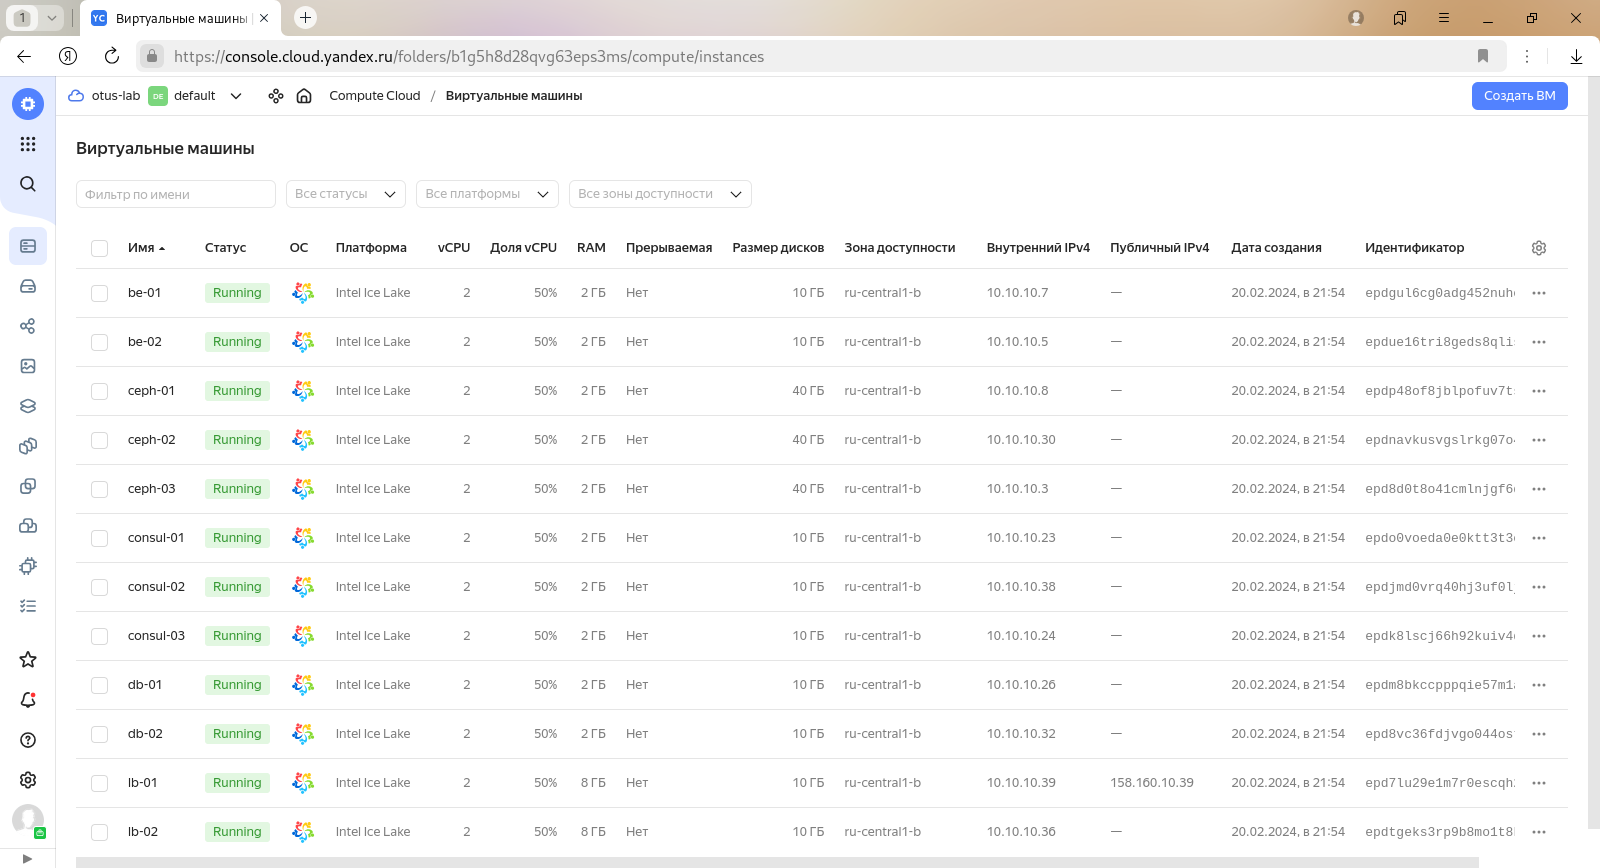 1
YC Виртуальные машины
https://console.cloud.yandex.ru/folders/b1g5h8d28qvg63eps3ms/compute/instances
otus-lab DE default Compute Cloud / Виртуальные машины Создать ВМ
Виртуальные машины
Фильтр по имени Все статусы Все платформы Все зоны доступности
Имя Статус ОС Платформа vCPU Доля vCPU RAM Прерываемая Размер дисков Зона доступности Внутренний IPv4 Публичный IPv4 Дата создания Идентификатор
be-01 Running Intel Ice Lake 2 50% 2 ГБ Нет 10 ГБ ru-central1-b 10.10.10.7 — 20.02.2024, в 21:54 epdgul6cg0adg452nuh
be-02 Running Intel Ice Lake 2 50% 2 ГБ Нет 10 ГБ ru-central1-b 10.10.10.5 — 20.02.2024, в 21:54 epdue16tri8geds8qli
ceph-01 Running Intel Ice Lake 2 50% 2 ГБ Нет 40 ГБ ru-central1-b 10.10.10.8 — 20.02.2024, в 21:54 epdp48of8jblpofuv7t
ceph-02 Running Intel Ice Lake 2 50% 2 ГБ Нет 40 ГБ ru-central1-b 10.10.10.30 — 20.02.2024, в 21:54 epdnavkusvgslrkg07o
ceph-03 Running Intel Ice Lake 2 50% 2 ГБ Нет 40 ГБ ru-central1-b 10.10.10.3 — 20.02.2024, в 21:54 epd8d0t8o41cmlnjgf6
consul-01 Running Intel Ice Lake 2 50% 2 ГБ Нет 10 ГБ ru-central1-b 10.10.10.23 — 20.02.2024, в 21:54 epdo0voeda0e0ktt3t3
consul-02 Running Intel Ice Lake 2 50% 2 ГБ Нет 10 ГБ ru-central1-b 10.10.10.38 — 20.02.2024, в 21:54 epdjmd0vrq40hj3uf0l
consul-03 Running Intel Ice Lake 2 50% 2 ГБ Нет 10 ГБ ru-central1-b 10.10.10.24 — 20.02.2024, в 21:54 epdk8lscj66h92kuiv4
db-01 Running Intel Ice Lake 2 50% 2 ГБ Нет 10 ГБ ru-central1-b 10.10.10.26 — 20.02.2024, в 21:54 epdm8bkccpppqie57m1
db-02 Running Intel Ice Lake 2 50% 2 ГБ Нет 10 ГБ ru-central1-b 10.10.10.32 — 20.02.2024, в 21:54 epd8vc36fdjvgo044os
lb-01 Running Intel Ice Lake 2 50% 8 ГБ Нет 10 ГБ ru-central1-b 10.10.10.39 158.160.10.39 20.02.2024, в 21:54 epd7lu29e1m7r0escqh
lb-02 Running Intel Ice Lake 2 50% 8 ГБ Нет 10 ГБ ru-central1-b 10.10.10.36 — 20.02.2024, в 21:54 epdtgeks3rp9b8mo1t8